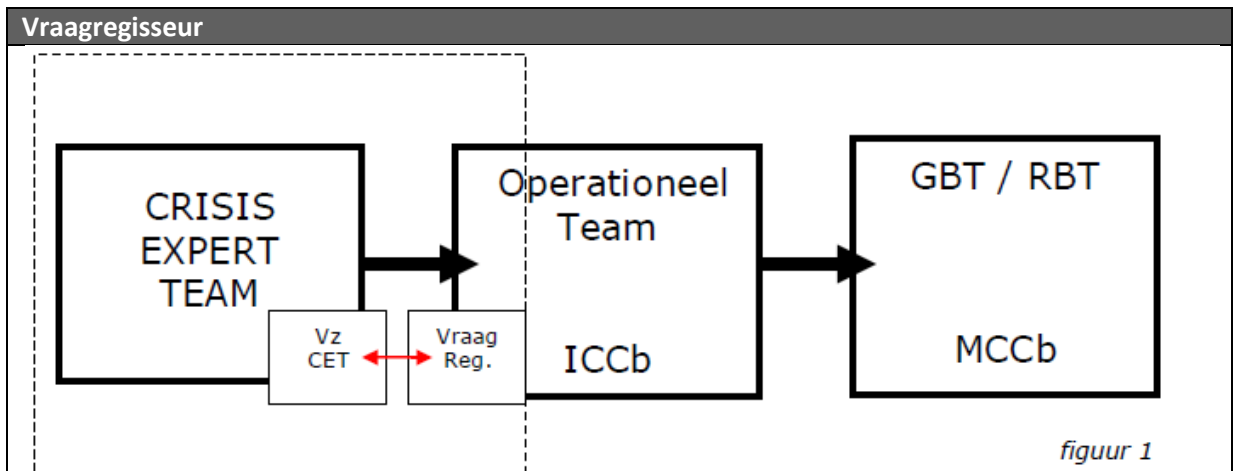 Vraagregisseur
CRISIS
EXPERT
TEAM
Vz
CET
Vraag
Reg.
Operationeel
Team
ICCb
GBT / RBT
MCCb
figuur 1